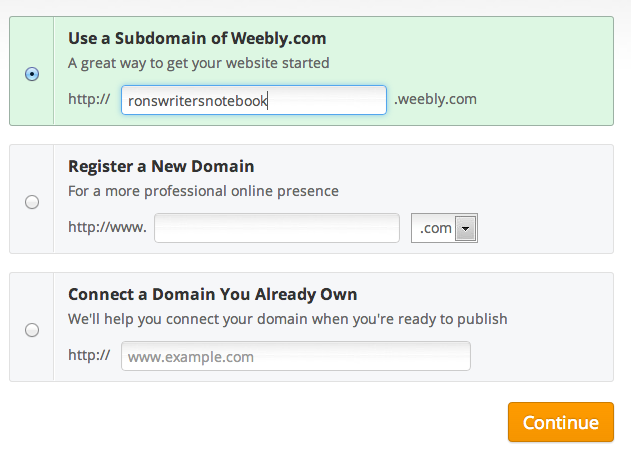 Use a Subdomain of Weebly.com
A great way to get your website started
http:// ronswritersnotebook .weebly.com
Register a New Domain
For a more professional online presence
http://www. .com
Connect a Domain You Already Own
We'll help you connect your domain when you're ready to publish
http:// www.example.com
Continue